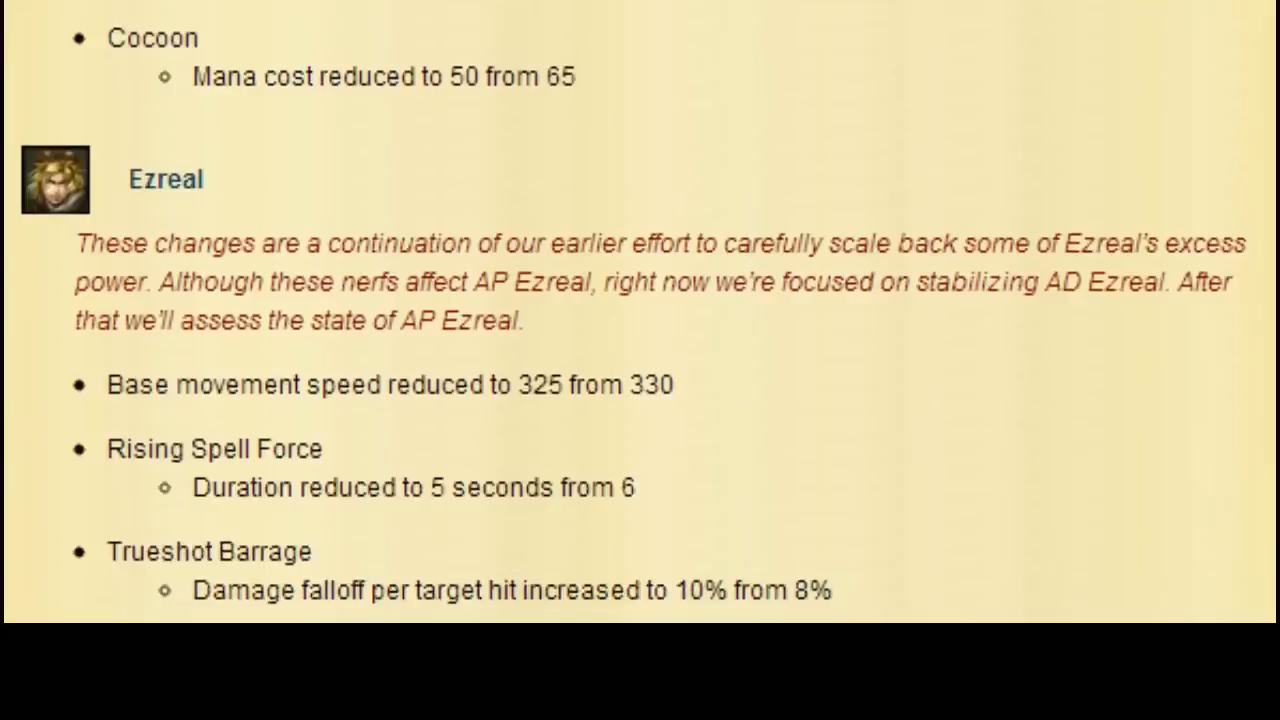 Cocoon
Mana cost reduced to 50 from 65
Ezreal
These changes are a continuation of our earlier effort to carefully scale back some of Ezreal's excess
power. Although these nerfs affect AP Ezreal, right now we're focused on stabilizing AD Ezreal. After
that we'll assess the state of AP Ezreal.
Base movement speed reduced to 325 from 330
Rising Spell Force
Duration reduced to 5 seconds from 6
Trueshot Barrage
Damage falloff per target hit increased to 10% from 8%